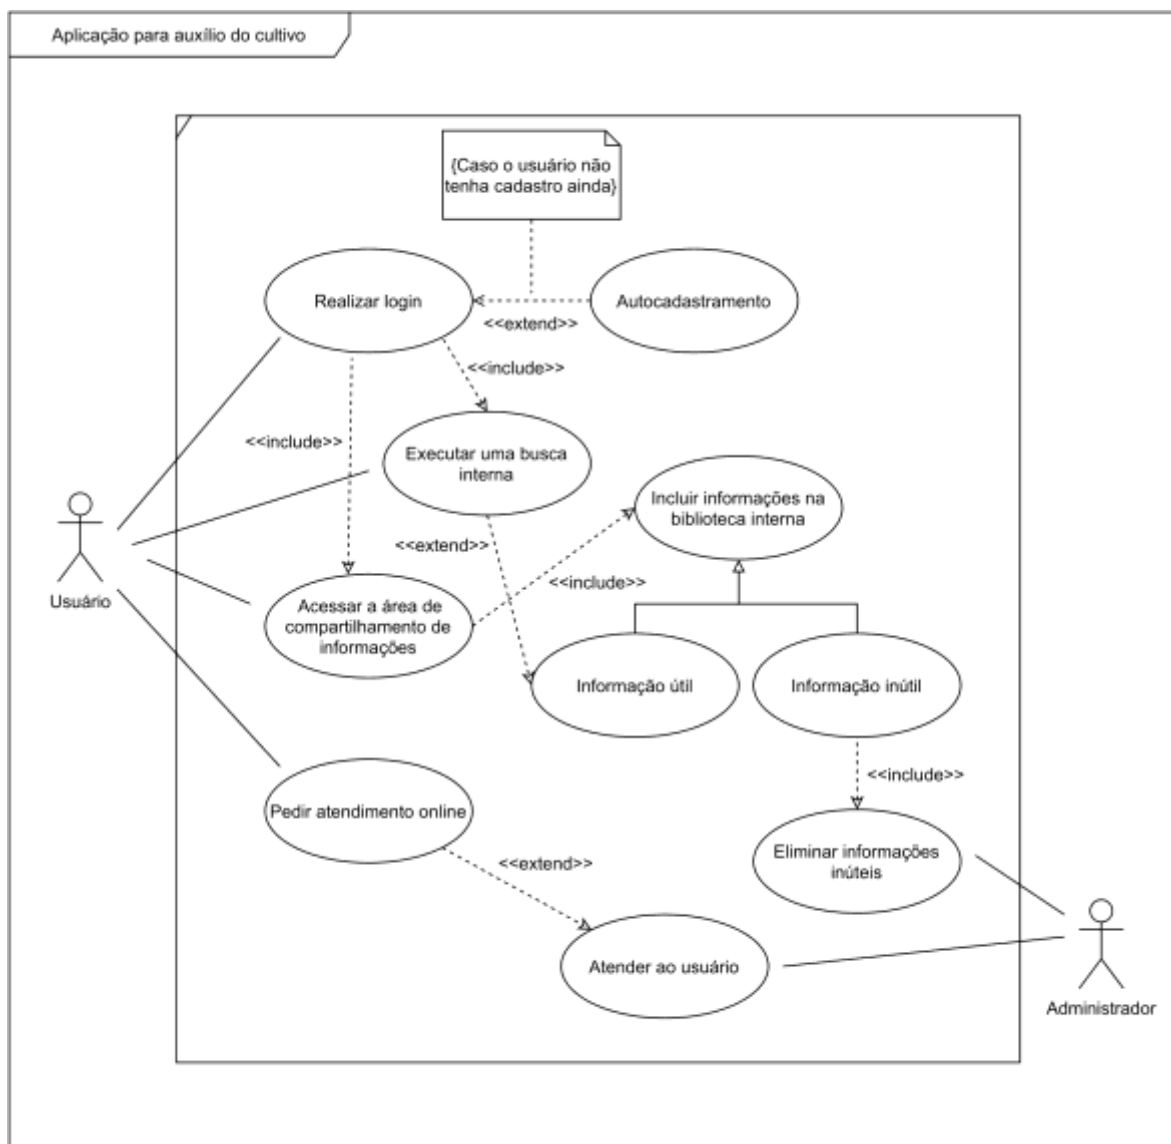 Aplicação para auxílio do cultivo
{Caso o usuário não
tenha cadastro ainda}
Realizar login
Autocadastramento
<<extend>>
<<include>>
<<include>>
Executar uma busca
interna
Incluir informações na
biblioteca interna
<<extend>>
<<include>>
Usuário
Acessar a área de
compartilhamento de
informações
Informação útil
Informação inútil
<<include>>
Pedir atendimento online
Eliminar informações
inúteis
<<extend>>
Atender ao usuário
Administrador